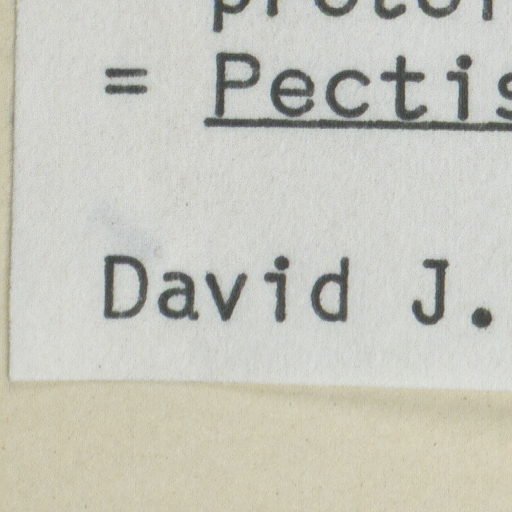 = Pectis
David J.